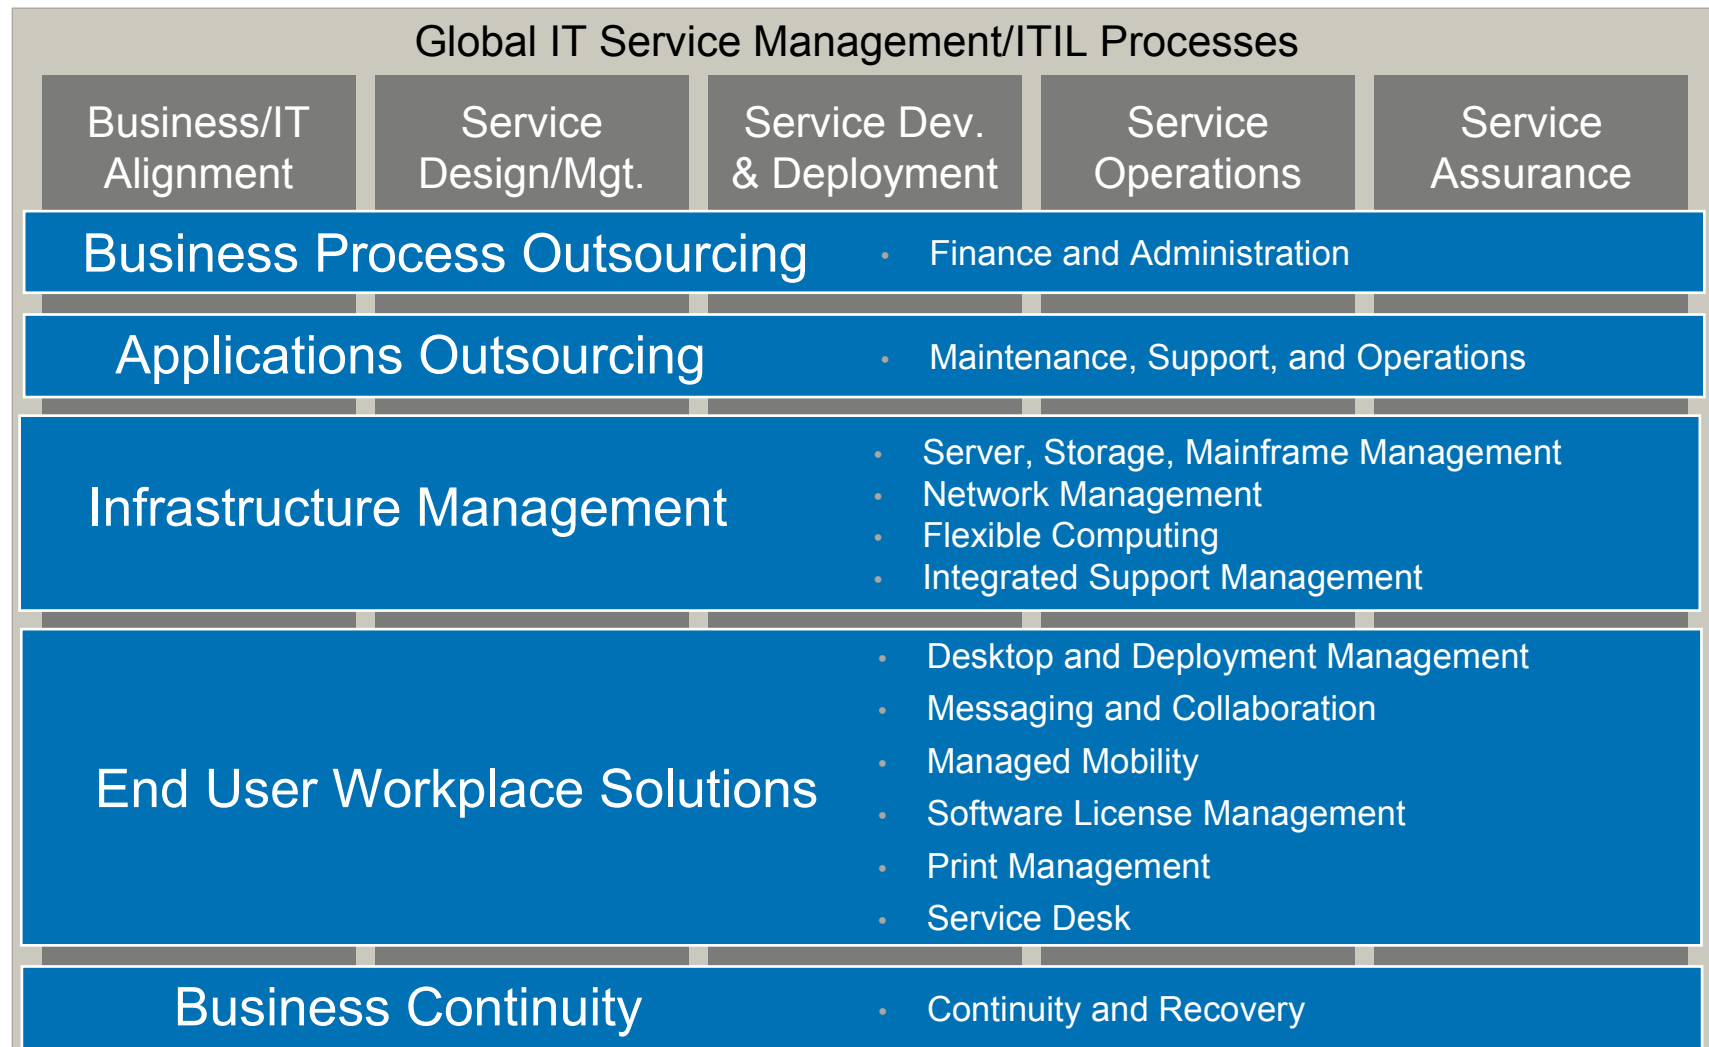 Global IT Service Management/ITIL Processes
Business/IT
Alignment
Service
Design/Mgt.
Service Dev.
& Deployment
Service
Operations
Service
Assurance
Business Process Outsourcing
• Finance and Administration
Applications Outsourcing
• Maintenance, Support, and Operations
Infrastructure Management
• Server, Storage, Mainframe Management
• Network Management
• Flexible Computing
• Integrated Support Management
End User Workplace Solutions
• Desktop and Deployment Management
• Messaging and Collaboration
• Managed Mobility
• Software License Management
• Print Management
• Service Desk
Business Continuity
• Continuity and Recovery